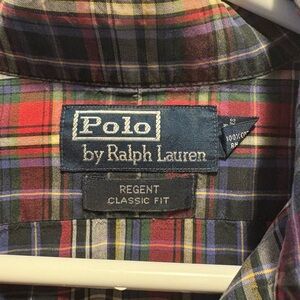 Polo
by Ralph Lauren
REGENT
CLASSIC FIT